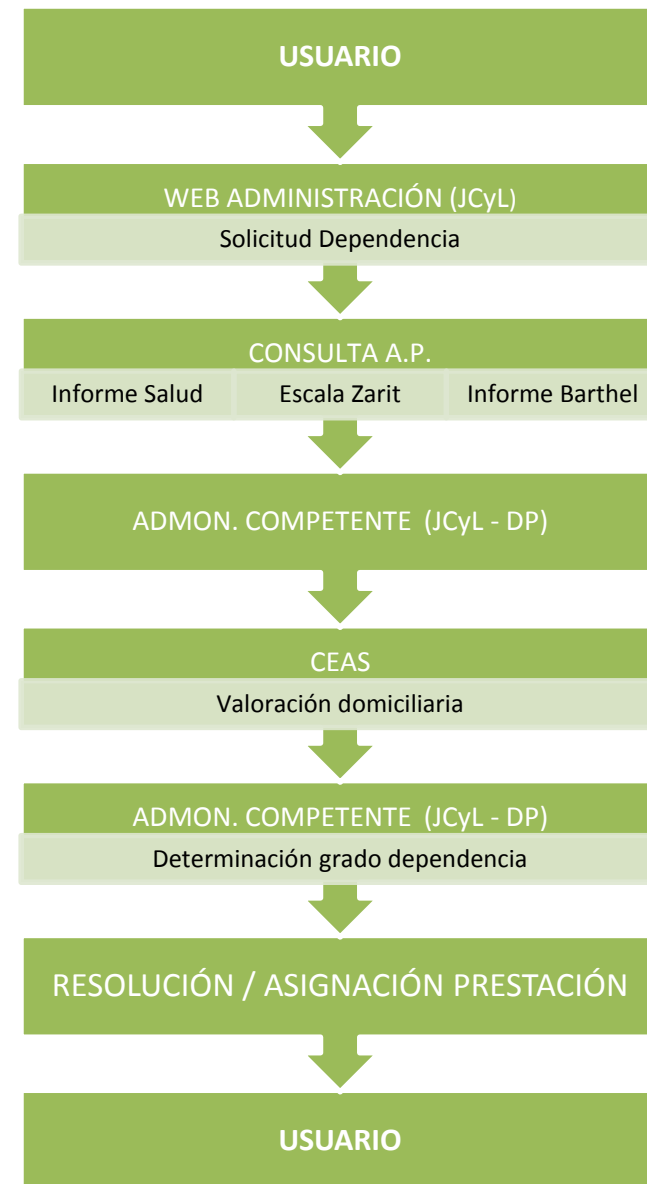 USUARIO
WEB ADMINISTRACIÓN (JCyL)
Solicitud Dependencia
CONSULTA A.P.
Informe Salud Escala Zarit Informe Barthel
ADMON. COMPETENTE (JCyL - DP)
CEAS
Valoración domiciliaria
ADMON. COMPETENTE (JCyL - DP)
Determinación grado dependencia
RESOLUCIÓN / ASIGNACIÓN PRESTACIÓN
USUARIO